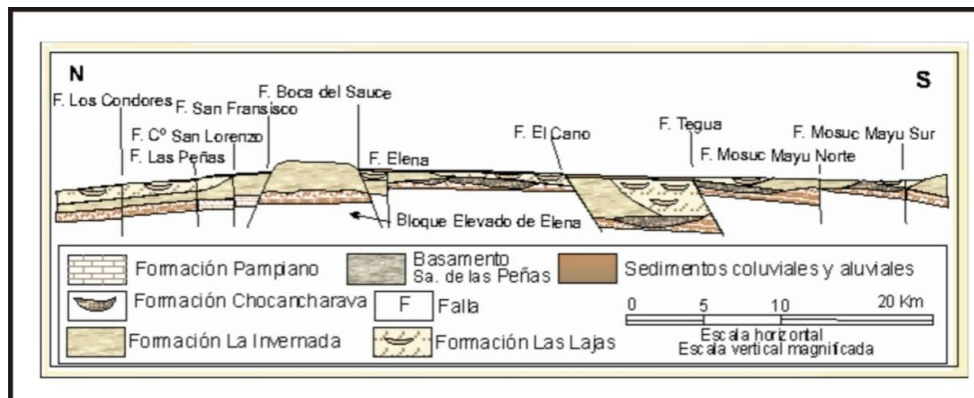 N
S
F. Los Condores
F. San Fransisco
F. Boca del Sauce
F. Cº San Lorenzo
F. Las Peñas
F. Elena
F. El Cano
F. Tegua
F. Mosuc Mayu Sur
F. Mosuc Mayu Norte
Bloque Elevado de Elena
Formación Pampiano
Basamento
Sa. de las Peñas
Sedimentos coluviales y aluviales
Formación Chocancharava
F
Falla
0 5 10 20 Km
Formación La Invernada
Formación Las Lajas
Escala horizontal
Escala vertical magnificada